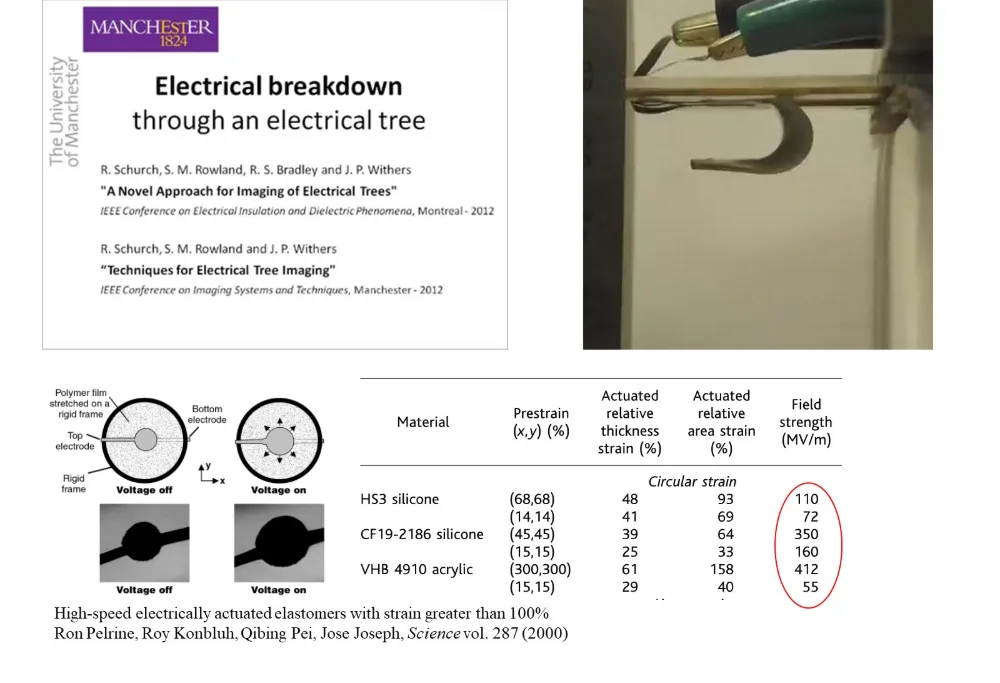 MANCHESTER
1824
The University
of Manchester
Electrical breakdown
through an electrical tree
R. Schurch, S. M. Rowland, R. S. Bradley and J. P. Withers
"A Novel Approach for Imaging of Electrical Trees"
IEEE Conference on Electrical Insulation and Dielectric Phenomena, Montreal - 2012
R. Schurch, S. M. Rowland and J. P. Withers
“Techniques for Electrical Tree Imaging"
IEEE Conference on Imaging Systems and Techniques, Manchester - 2012
Polymer film
stretched on a
rigid frame
Top
electrode
Rigid
frame
Bottom
electrode
y
x
Voltage off
Voltage on
Voltage off
Voltage on
Material
Prestrain
(x,y) (%)
Actuated
relative
thickness
strain (%)
Actuated
relative
area strain
(%)
Field
strength
(MV/m)
Circular strain
HS3 silicone (68,68) 48 93 110
(14,14) 41 69 72
CF19-2186 silicone (45,45) 39 64 350
(15,15) 25 33 160
VHB 4910 acrylic (300,300) 61 158 412
(15,15) 29 40 55
High-speed electrically actuated elastomers with strain greater than 100%
Ron Pelrine, Roy Konbluh, Qibing Pei, Jose Joseph, Science vol. 287 (2000)